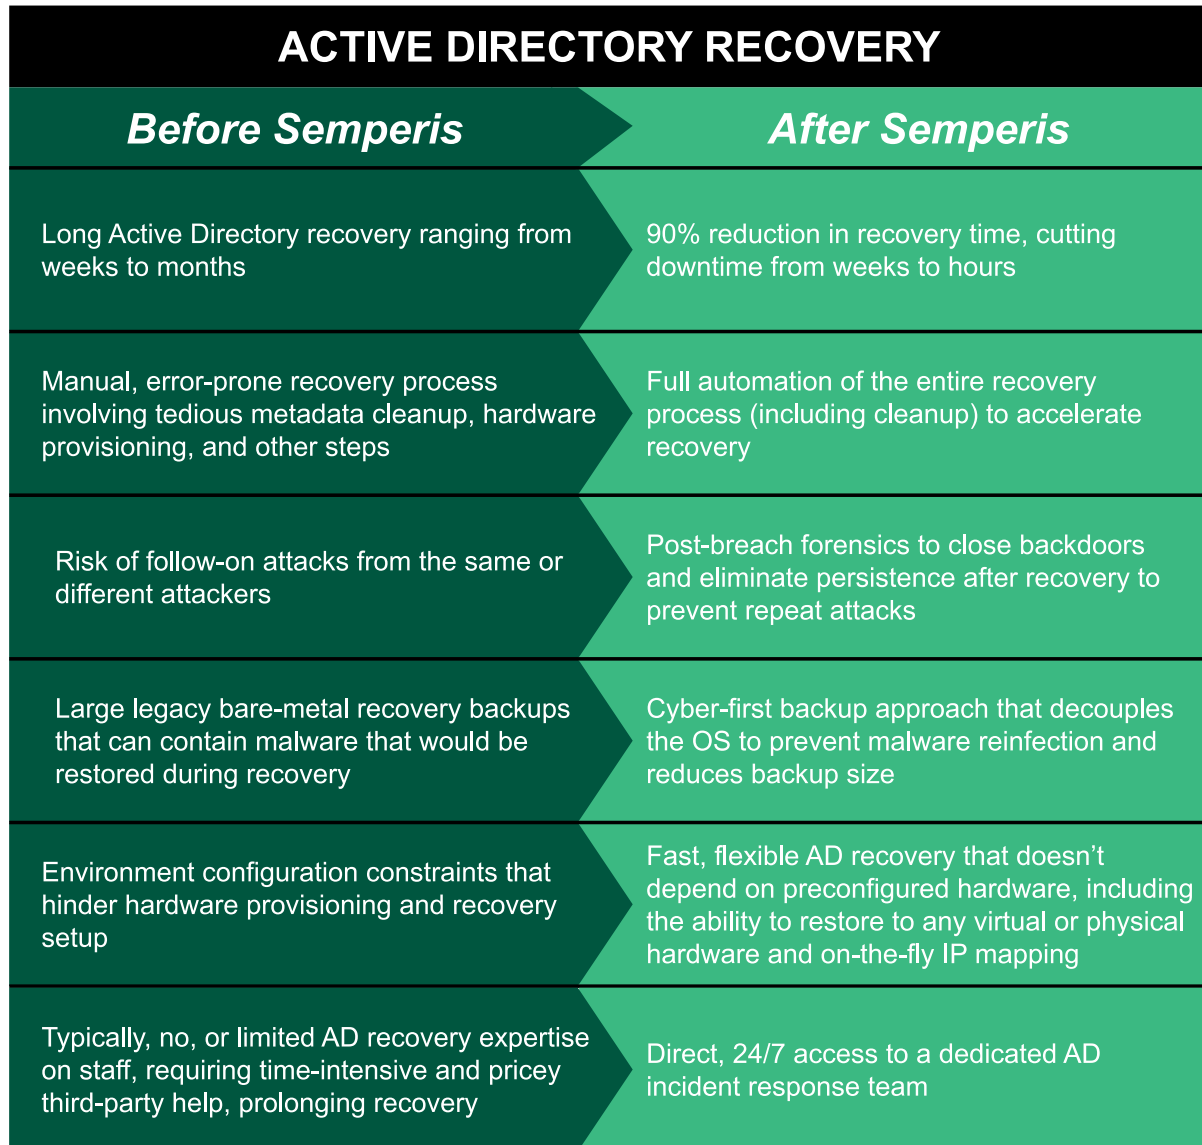 ACTIVE DIRECTORY RECOVERY
Before Semperis
After Semperis
Long Active Directory recovery ranging from
weeks to months
90% reduction in recovery time, cutting
downtime from weeks to hours
Manual, error-prone recovery process
involving tedious metadata cleanup, hardware
provisioning, and other steps
Full automation of the entire recovery
process (including cleanup) to accelerate
recovery
Risk of follow-on attacks from the same or
different attackers
Post-breach forensics to close backdoors
and eliminate persistence after recovery to
prevent repeat attacks
Large legacy bare-metal recovery backups
that can contain malware that would be
restored during recovery
Cyber-first backup approach that decouples
the OS to prevent malware reinfection and
reduces backup size
Environment configuration constraints that
hinder hardware provisioning and recovery
setup
Fast, flexible AD recovery that doesn’t
depend on preconfigured hardware, including
the ability to restore to any virtual or physical
hardware and on-the-fly IP mapping
Typically, no, or limited AD recovery expertise
on staff, requiring time-intensive and pricey
third-party help, prolonging recovery
Direct, 24/7 access to a dedicated AD
incident response team